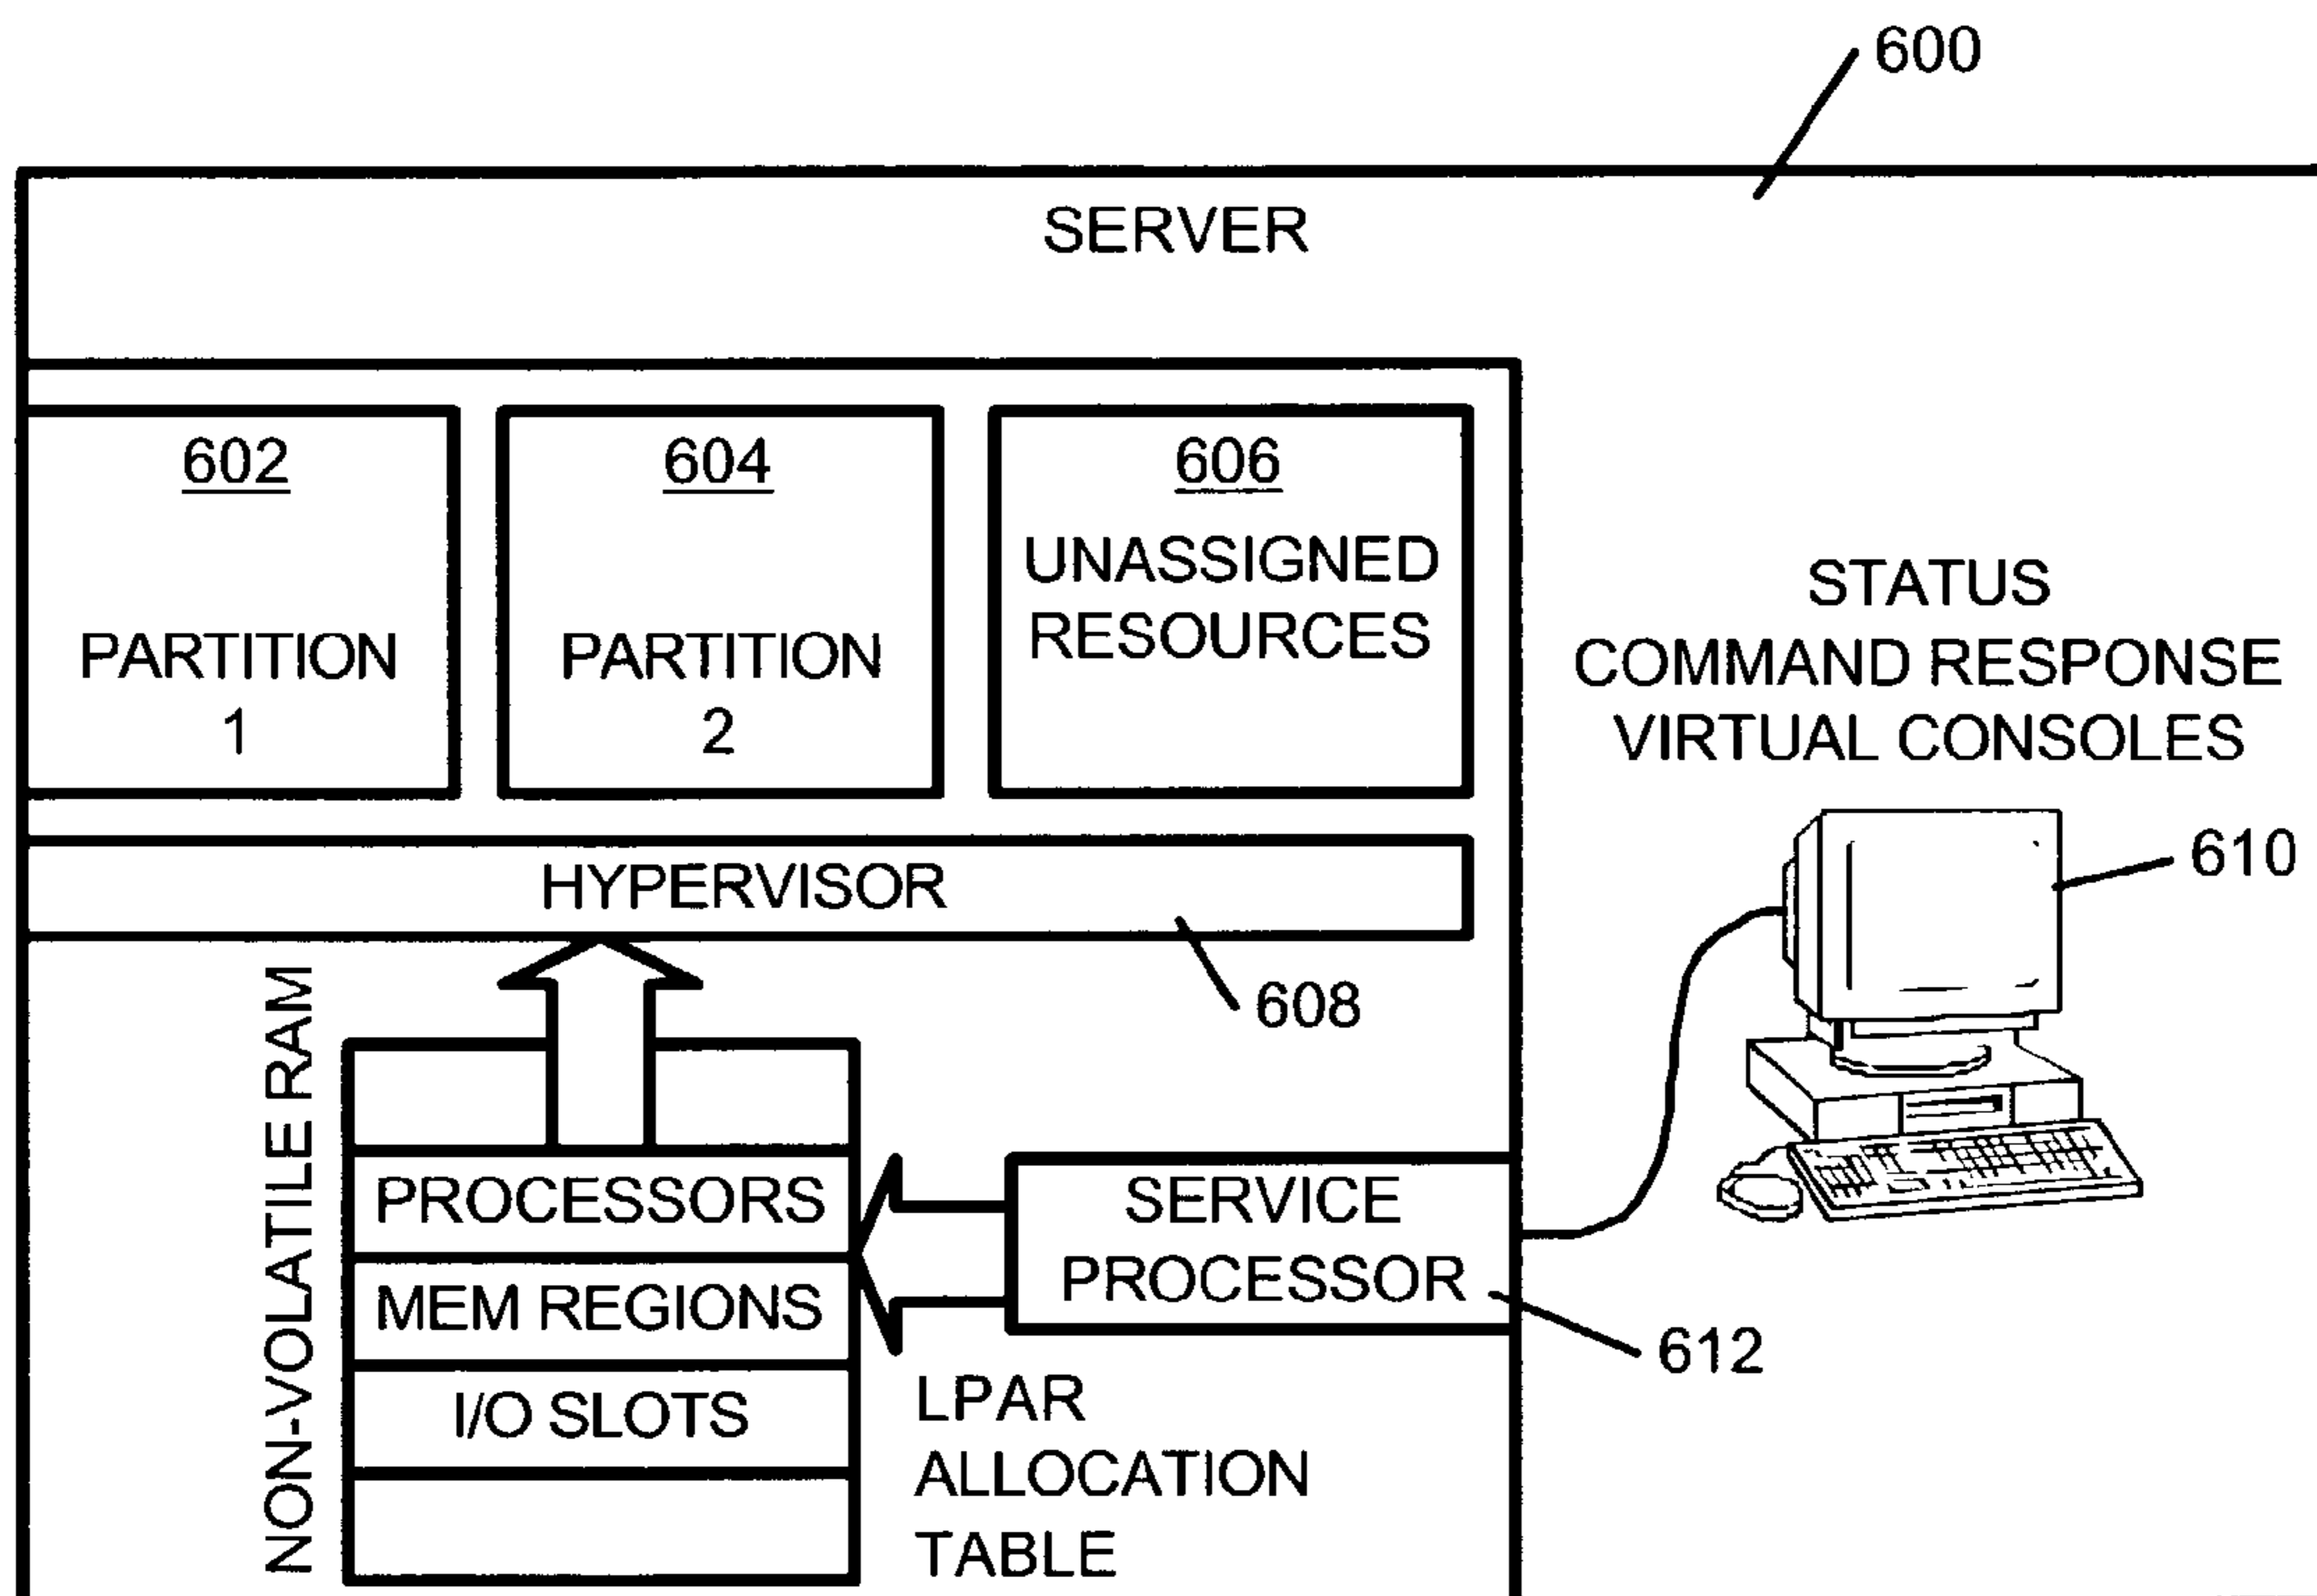 600
SERVER
602
PARTITION
1
604
PARTITION
2
606
UNASSIGNED
RESOURCES
STATUS
COMMAND RESPONSE
VIRTUAL CONSOLES
610
HYPERVISOR
608
NON-VOLATILE RAM
PROCESSORS
MEM REGIONS
I/O SLOTS
SERVICE
PROCESSOR
612
LPAR
ALLOCATION
TABLE